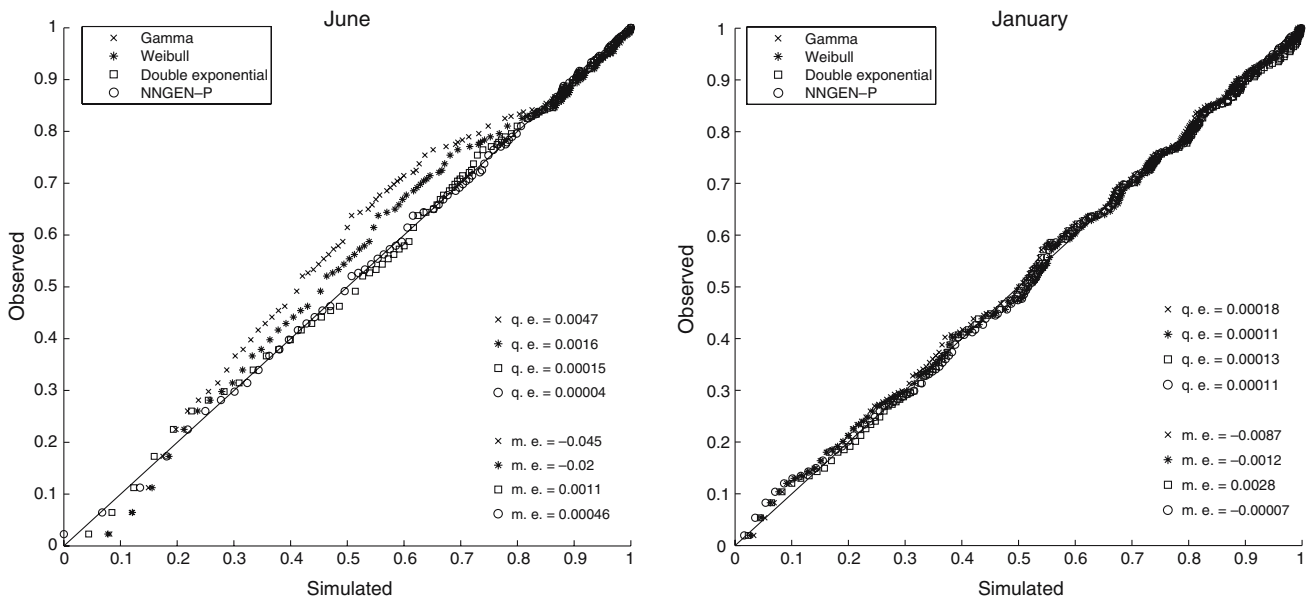 June
Gamma
Weibull
Double exponential
NNGEN–P
Observed
1
0.9
0.8
0.7
0.6
0.5
0.4
0.3
0.2
0.1
0
q. e. = 0.0047
q. e. = 0.0016
q. e. = 0.00015
q. e. = 0.00004
m. e. = –0.045
m. e. = –0.02
m. e. = 0.0011
m. e. = 0.00046
0 0.1 0.2 0.3 0.4 0.5 0.6 0.7 0.8 0.9 1
Simulated
January
Gamma
Weibull
Double exponential
NNGEN–P
Observed
1
0.9
0.8
0.7
0.6
0.5
0.4
0.3
0.2
0.1
0
q. e. = 0.00018
q. e. = 0.00011
q. e. = 0.00013
q. e. = 0.00011
m. e. = –0.0087
m. e. = –0.0012
m. e. = 0.0028
m. e. = –0.00007
0 0.1 0.2 0.3 0.4 0.5 0.6 0.7 0.8 0.9 1
Simulated